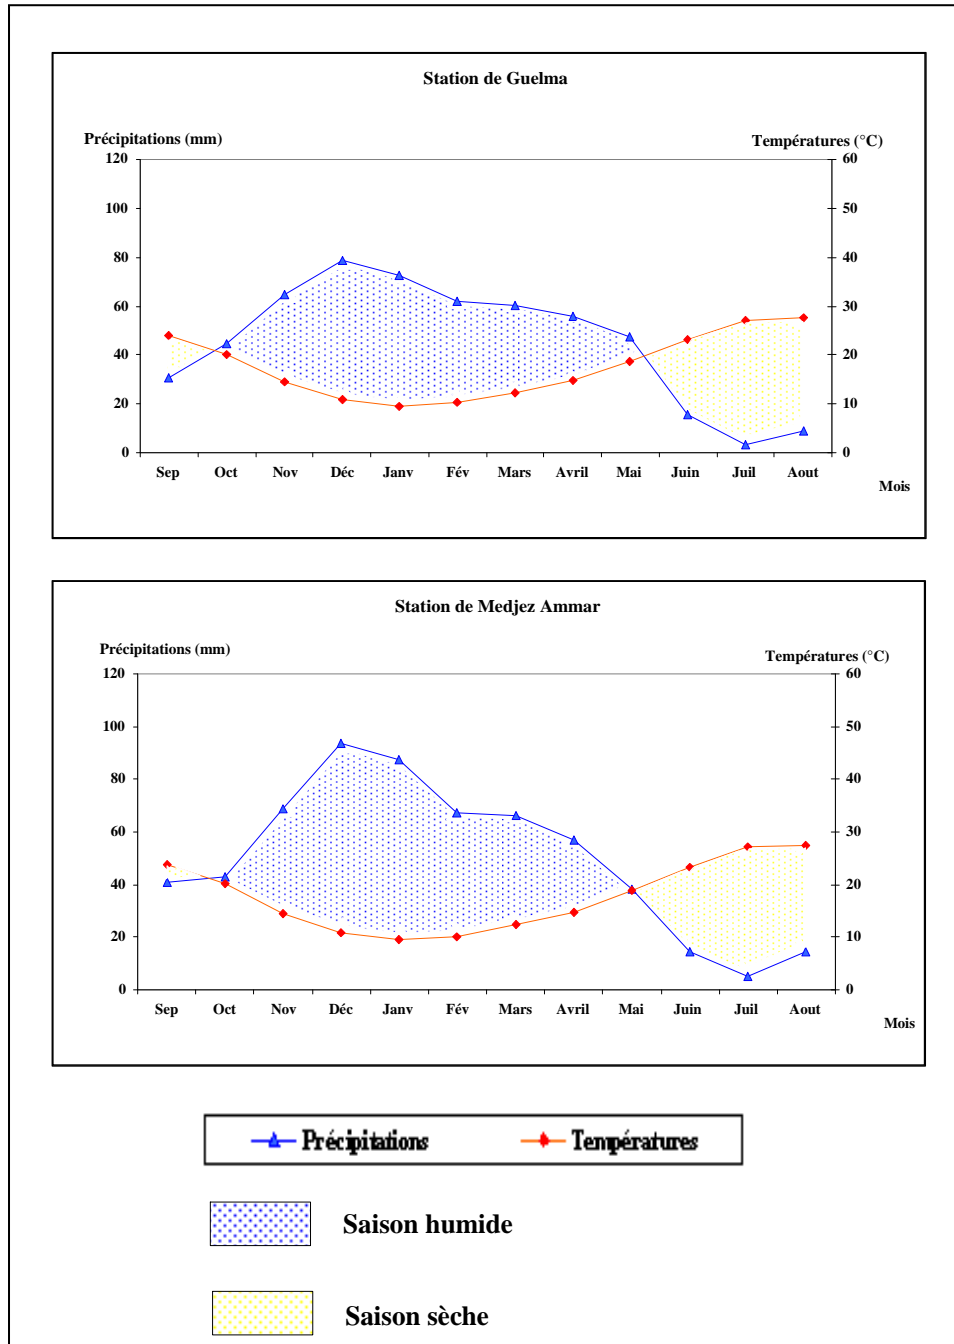 Station de Guelma
Précipitations (mm)
Températures (°C)
120 60
100 50
80 40
60 30
40 20
20 10
0 0
Sep Oct Nov Déc Janv Fév Mars Avril Mai Juin Juil Aout
Mois
Station de Medjez Ammar
Précipitations (mm)
Températures (°C)
120 60
100 50
80 40
60 30
40 20
20 10
0 0
Sep Oct Nov Déc Janv Fév Mars Avril Mai Juin Juil Aout
Mois
Précipitations Températures
Saison humide
Saison sèche